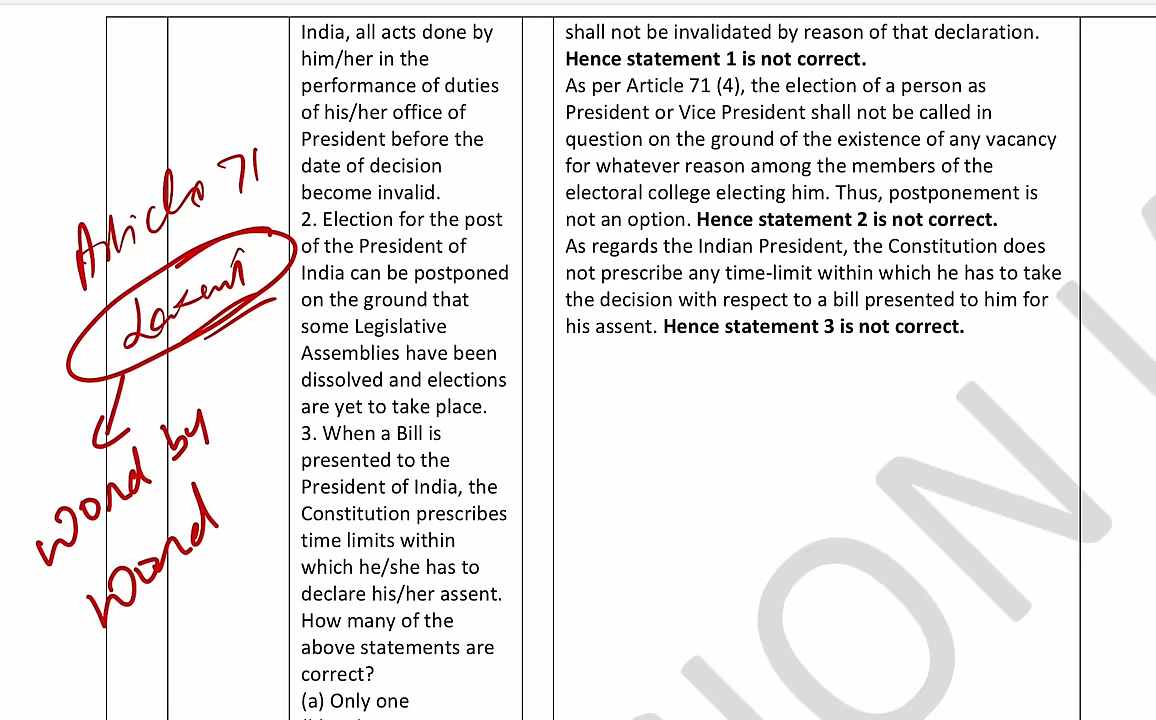 Article 71
Laxmi
word by
word
India, all acts done by
him/her in the
performance of duties
of his/her office of
President before the
date of decision
become invalid.
2. Election for the post
of the President of
India can be postponed
on the ground that
some Legislative
Assemblies have been
dissolved and elections
are yet to take place.
3. When a Bill is
presented to the
President of India, the
Constitution prescribes
time limits within
which he/she has to
declare his/her assent.
How many of the
above statements are
correct?
(a) Only one
shall not be invalidated by reason of that declaration.
Hence statement 1 is not correct.
As per Article 71 (4), the election of a person as
President or Vice President shall not be called in
question on the ground of the existence of any vacancy
for whatever reason among the members of the
electoral college electing him. Thus, postponement is
not an option. Hence statement 2 is not correct.
As regards the Indian President, the Constitution does
not prescribe any time-limit within which he has to take
the decision with respect to a bill presented to him for
his assent. Hence statement 3 is not correct.